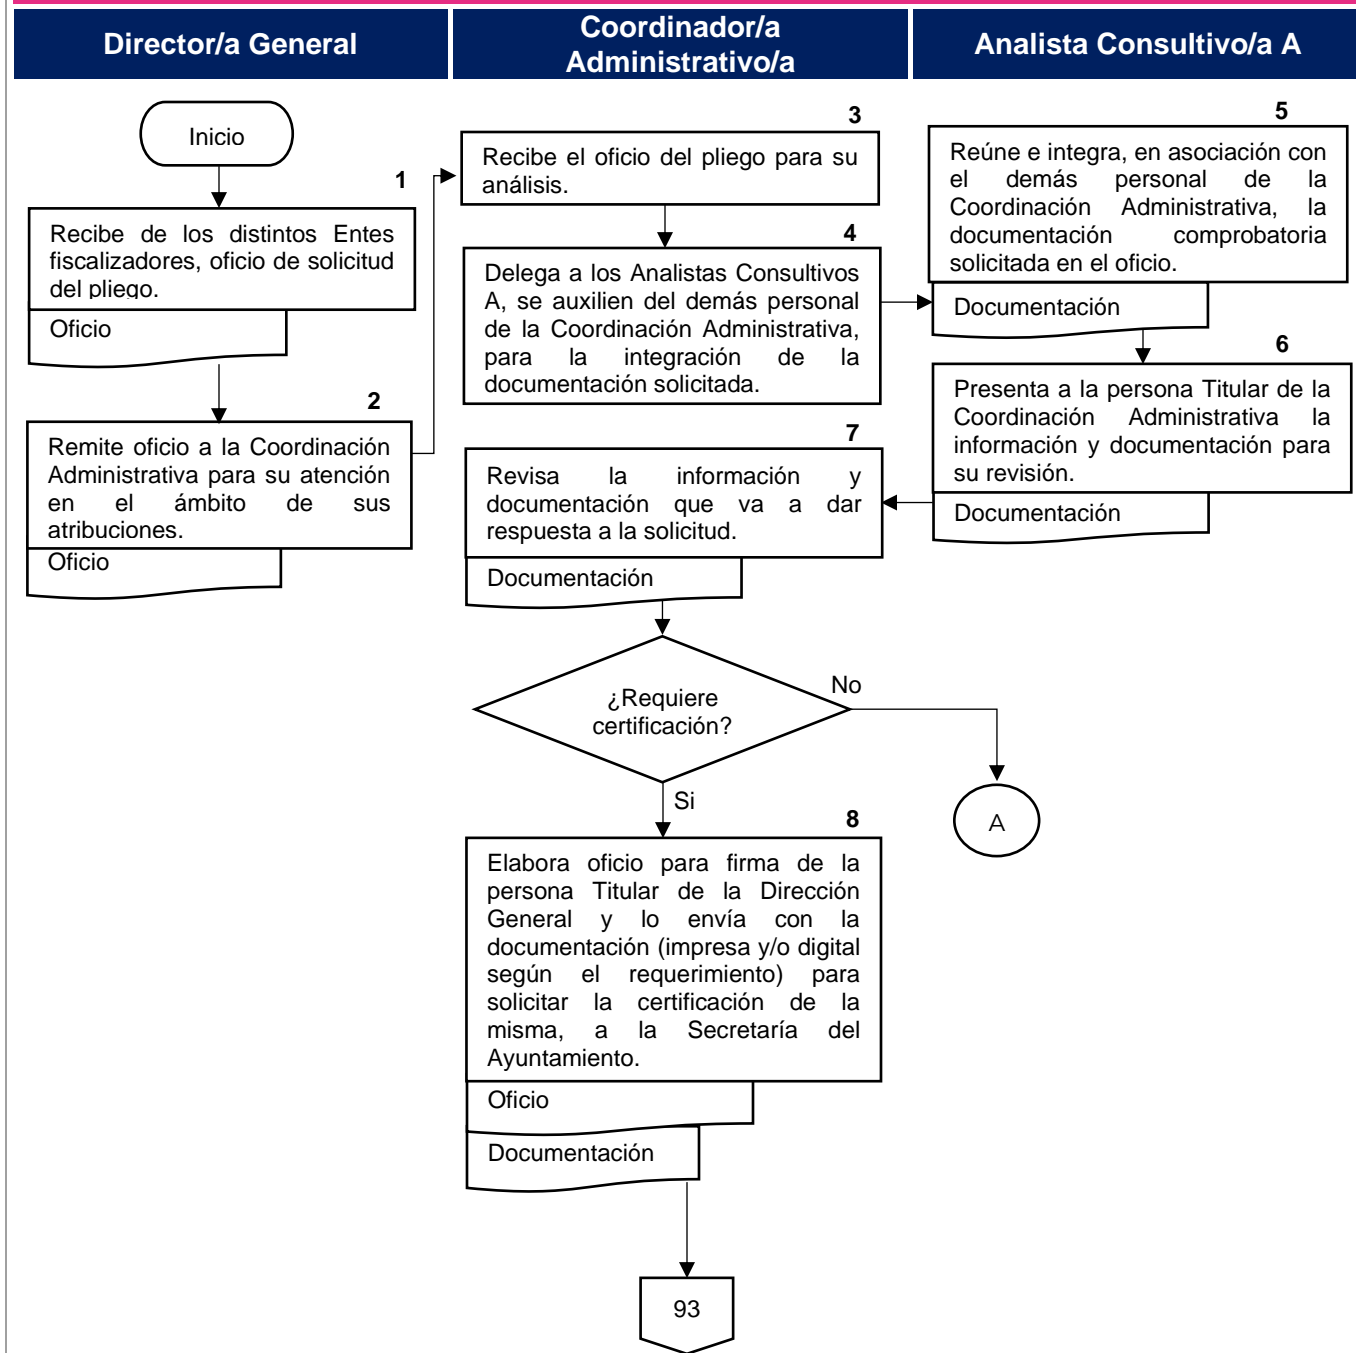 Director/a General
Coordinador/a
Administrativo/a
Analista Consultivo/a A
Inicio
1
Recibe de los distintos Entes
fiscalizadores, oficio de solicitud
del pliego.
Oficio
2
Remite oficio a la Coordinación
Administrativa para su atención
en el ámbito de sus
atribuciones.
Oficio
3
Recibe el oficio del pliego para su
análisis.
4
Delega a los Analistas Consultivos
A, se auxilien del demás personal
de la Coordinación Administrativa,
para la integración de la
documentación solicitada.
5
Reúne e integra, en asociación con
el demás personal de la
Coordinación Administrativa, la
documentación comprobatoria
solicitada en el oficio.
Documentación
6
Presenta a la persona Titular de la
Coordinación Administrativa la
información y documentación para
su revisión.
Documentación
7
Revisa la información y
documentación que va a dar
respuesta a la solicitud.
Documentación
¿Requiere
certificación?
No
A
Si
8
Elabora oficio para firma de la
persona Titular de la Dirección
General y lo envía con la
documentación (impresa y/o digital
según el requerimiento) para
solicitar la certificación de la
misma, a la Secretaría del
Ayuntamiento.
Oficio
Documentación
93